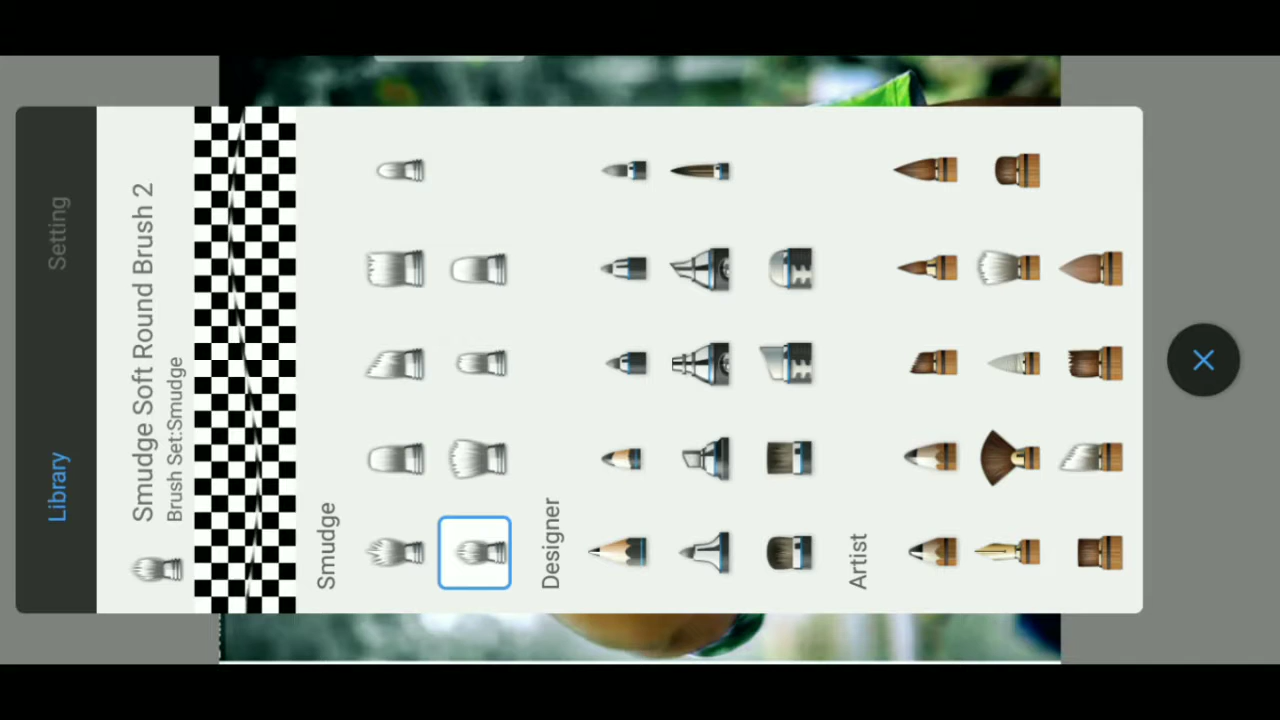 Library
Setting
Smudge Soft Round Brush 2
Brush Set:Smudge
Smudge
Designer
Artist